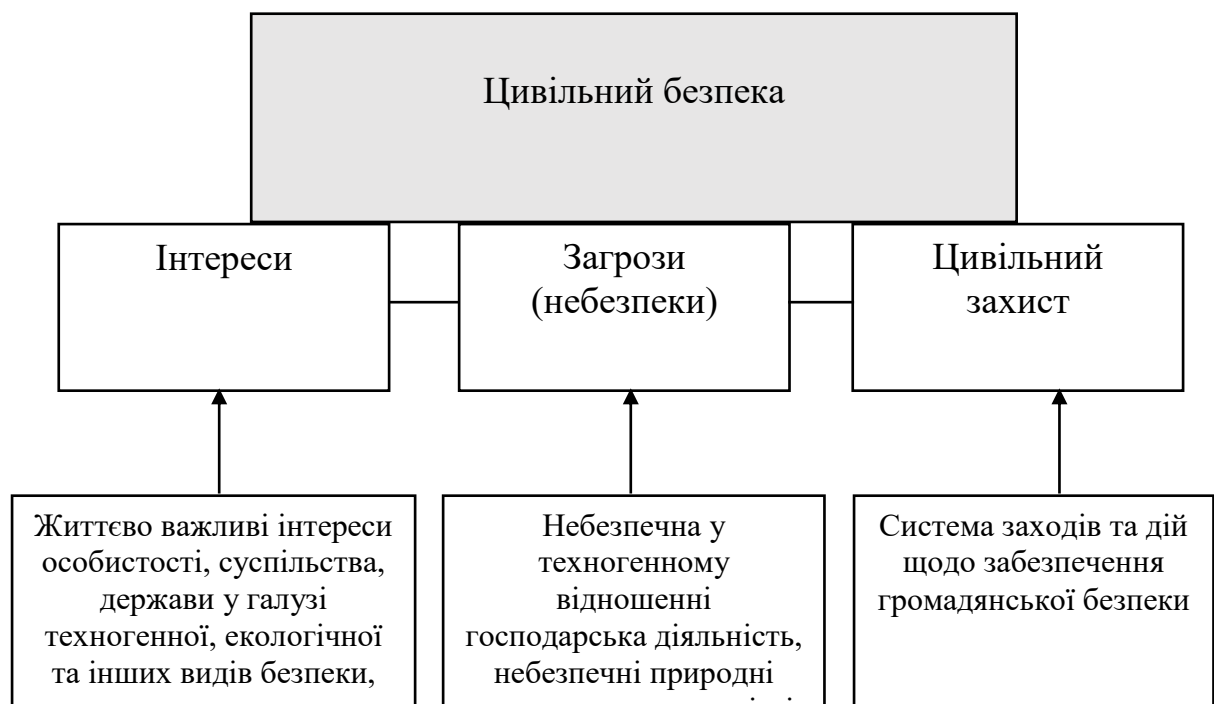 Цивільний безпека
Інтереси
Загрози
(небезпеки)
Цивільний
захист
Життєво важливі інтереси
особистості, суспільства,
держави у галузі
техногенної, екологічної
та інших видів безпеки,
Небезпечна у
техногенному
відношенні
господарська діяльність,
небезпечні природні
Система заходів та дій
щодо забезпечення
громадянської безпеки